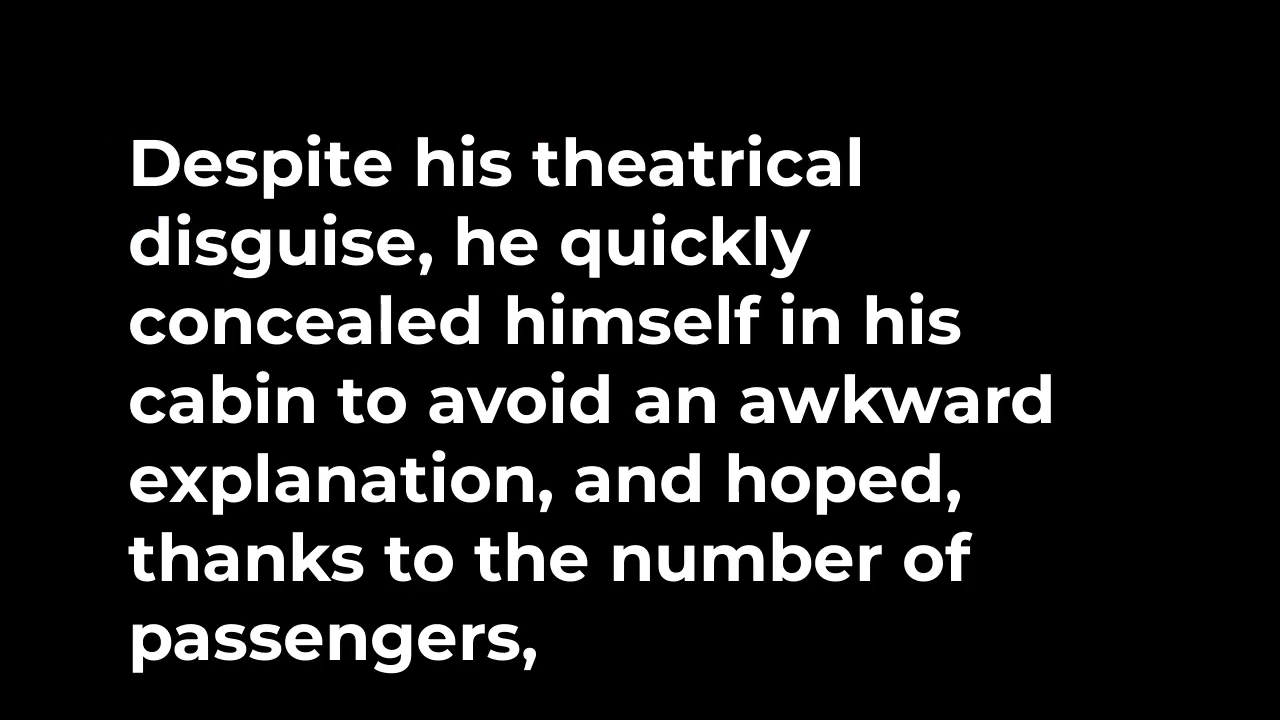 Despite his theatrical
disguise, he quickly
concealed himself in his
cabin to avoid an awkward
explanation, and hoped,
thanks to the number of
passengers,